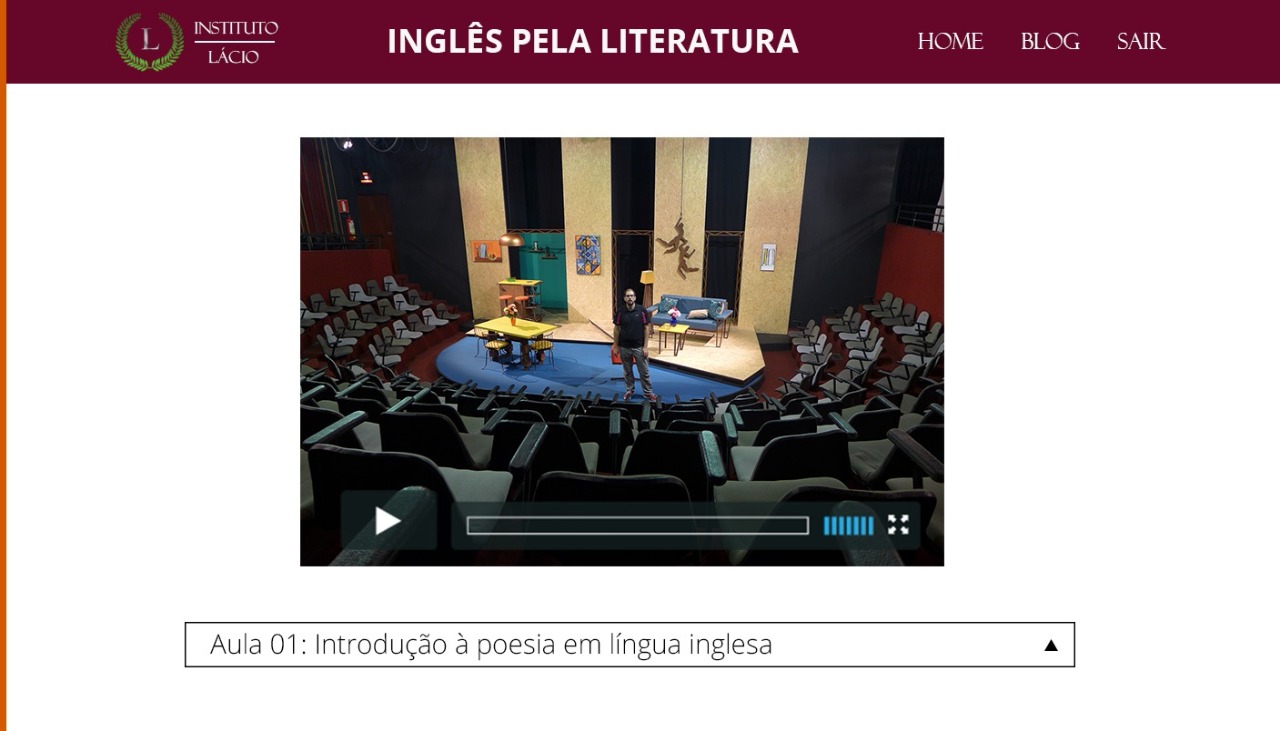 L
INSTITUTO
LÁCIO
INGLÊS PELA LITERATURA
HOME BLOG SAIR
Aula 01: Introdução à poesia em língua inglesa